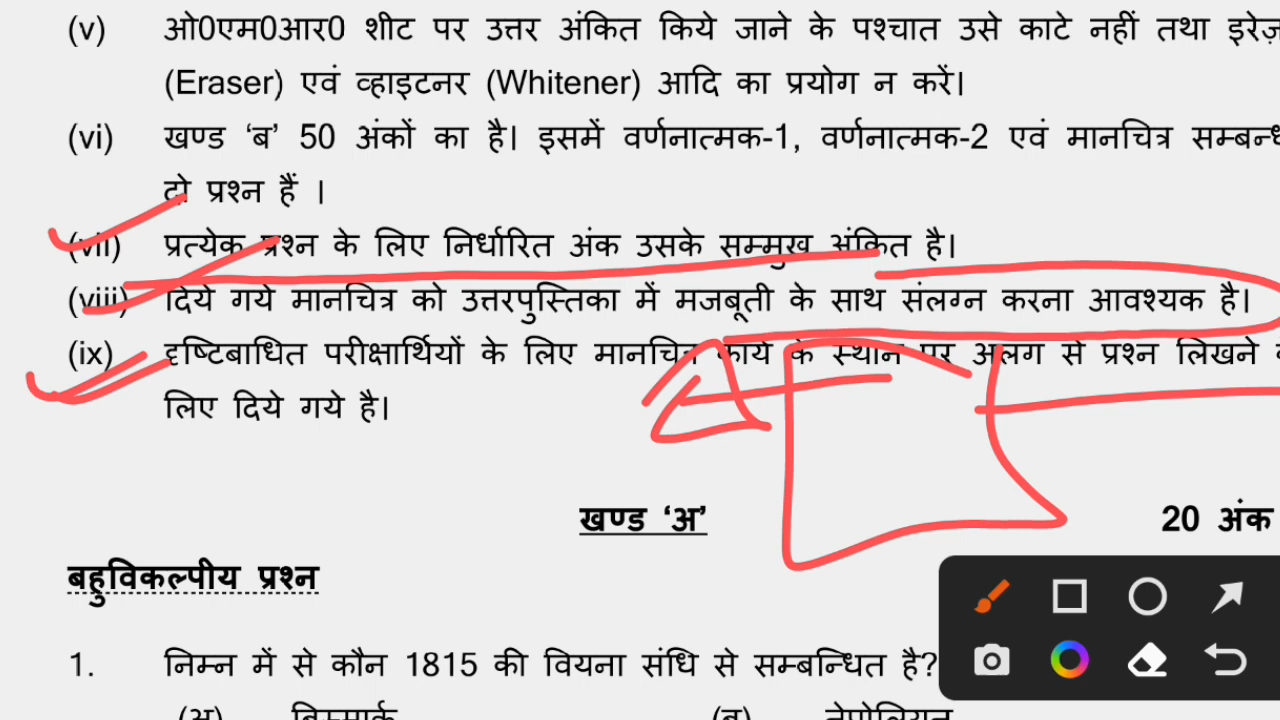 (v) ओ0एम0आर0 शीट पर उत्तर अंकित किये जाने के पश्चात उसे काटे नहीं तथा
(Eraser) एवं व्हाइटनर (Whitener) आदि का प्रयोग न करें।
(vi) खण्ड ‘ब’ 50 अंकों का है। इसमें वर्णनात्मक-1, वर्णनात्मक-2 एवं मानचित्र
दो प्रश्न हैं ।
(vii) प्रत्येक प्रश्न के लिए निर्धारित अंक उसके सम्मुख अंकित है।
(viii) दिये गये मानचित्र को उत्तरपुस्तिका में मजबूती के साथ संलग्न करना आवश्यक है।
(ix) दृष्टिबाधित परीक्षार्थियों के लिए मानचित्र कार्य के स्थान पर अलग से प्रश्न लिखने
लिए दिये गये है।
खण्ड ‘अ’ 20 अंक
बहुविकल्पीय प्रश्न
1. निम्न में से कौन 1815 की वियना संधि से सम्बन्धित है?
(अ) बिस्मार्क (ब) नेपोलियन